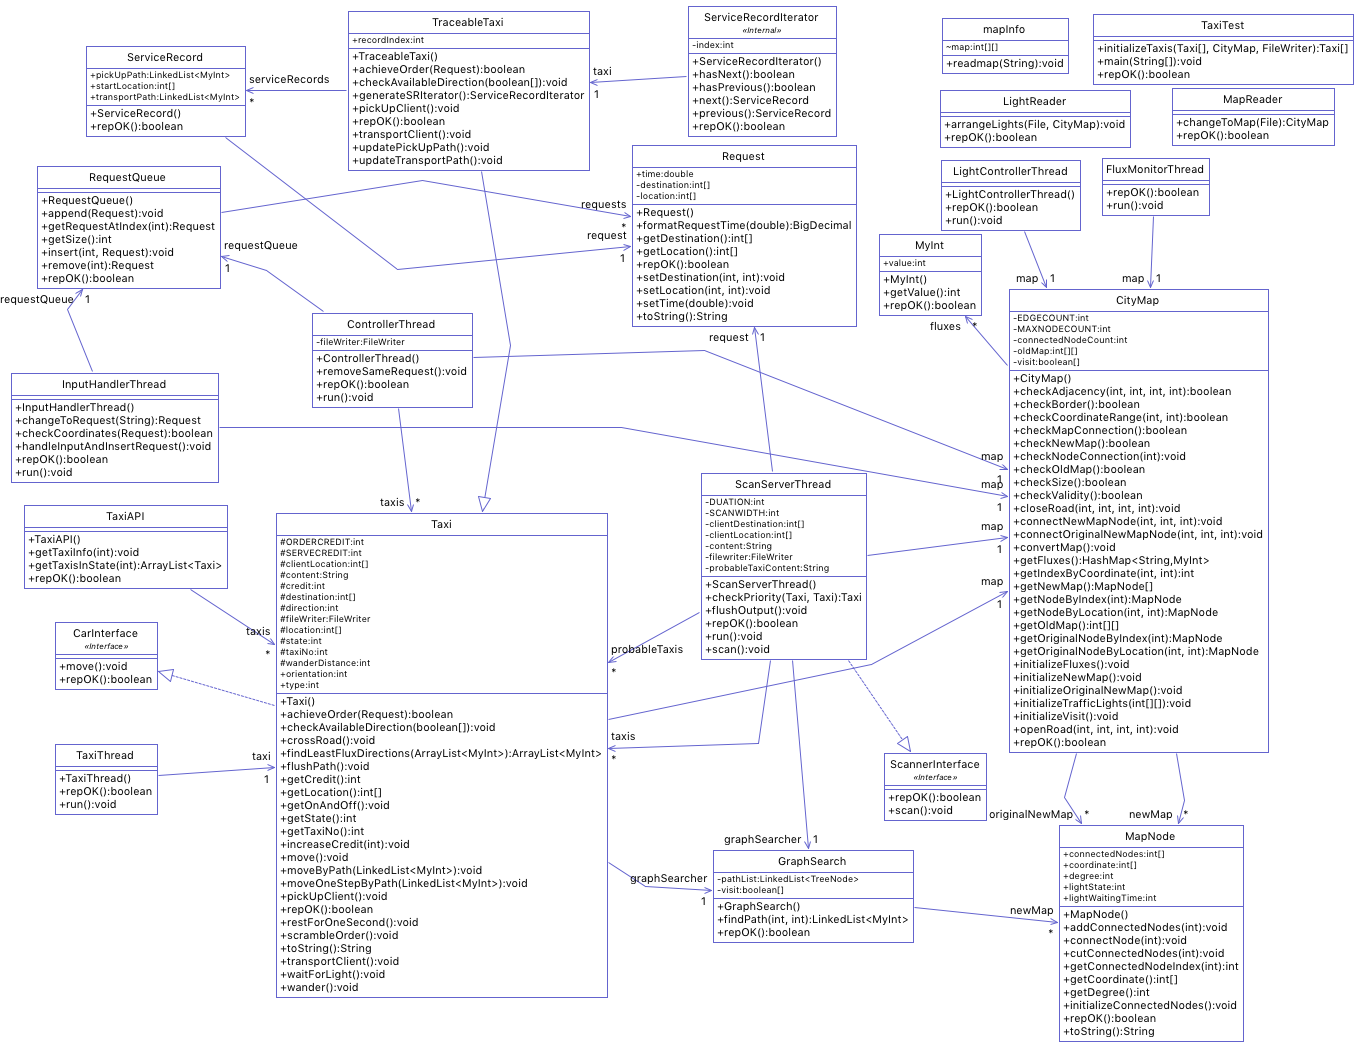 TraceableTaxi
+recordIndex:int
+TraceableTaxi()
+achieveOrder(Request):boolean
+checkAvailableDirection(boolean[]):void
+generateSRIterator():ServiceRecordIterator
+pickUpClient():void
+repOK():boolean
+transportClient():void
+updatePickUpPath():void
+updateTransportPath():void
ServiceRecordIterator
«Internal»
-index:int
+ServiceRecordIterator()
+hasNext():boolean
+hasPrevious():boolean
+next():ServiceRecord
+previous():ServiceRecord
+repOK():boolean
mapInfo
~map:int[][]
+readmap(String):void
TaxiTest
+initializeTaxis(Taxi[], CityMap, FileWriter):Taxi[]
+main(String[]):void
+repOK():boolean
ServiceRecord
+pickUpPath:LinkedList<MyInt>
+startLocation:int[]
+transportPath:LinkedList<MyInt>
+ServiceRecord()
+repOK():boolean
serviceRecords
*
taxi
1
LightReader
+arrangeLights(File, CityMap):void
+repOK():boolean
MapReader
+changeToMap(File):CityMap
+repOK():boolean
RequestQueue
+RequestQueue()
+append(Request):void
+getRequestAtIndex(int):Request
+getSize():int
+insert(int, Request):void
+remove(int):Request
+repOK():boolean
Request
+time:double
-destination:int[]
-location:int[]
+Request()
+formatRequestTime(double):BigDecimal
+getDestination():int[]
+getLocation():int[]
+repOK():boolean
+setDestination(int, int):void
+setLocation(int, int):void
+setTime(double):void
+toString():String
requests
*
request
1
requestQueue
1
requestQueue
1
LightControllerThread
+LightControllerThread()
+repOK():boolean
+run():void
FluxMonitorThread
+repOK():boolean
+run():void
MyInt
+value:int
+MyInt()
+getValue():int
+repOK():boolean
map
1
map
1
fluxes
*
ControllerThread
-fileWriter:FileWriter
+ControllerThread()
+removeSameRequest():void
+repOK():boolean
+run():void
request
1
InputHandlerThread
+InputHandlerThread()
+changeToRequest(String):Request
+checkCoordinates(Request):boolean
+handleInputAndInsertRequest():void
+repOK():boolean
+run():void
CityMap
-EDGECOUNT:int
-MAXNODECOUNT:int
-connectedNodeCount:int
-oldMap:int[][]
-visit:boolean[]
+CityMap()
+checkAdjacency(int, int, int, int):boolean
+checkBorder():boolean
+checkCoordinateRange(int, int):boolean
+checkMapConnection():boolean
+checkNewMap():boolean
+checkNodeConnection(int):void
+checkOldMap():boolean
+checkSize():boolean
+checkValidity():boolean
+closeRoad(int, int, int, int):void
+connectNewMapNode(int, int, int):void
+connectOriginalNewMapNode(int, int, int):void
+convertMap():void
+getFluxes():HashMap<String,MyInt>
+getIndexByCoordinate(int, int):int
+getNewMap():MapNode[]
+getNodeByIndex(int):MapNode
+getNodeByLocation(int, int):MapNode
+getOldMap():int[][]
+getOriginalNodeByIndex(int):MapNode
+getOriginalNodeByLocation(int, int):MapNode
+initializeFluxes():void
+initializeNewMap():void
+initializeOriginalNewMap():void
+initializeTrafficLights(int[][]):void
+initializeVisit():void
+openRoad(int, int, int, int):void
+repOK():boolean
map
1
map
1
map
1
map
1
taxis
*
TaxiAPI
+TaxiAPI()
+getTaxiInfo(int):void
+getTaxisInState(int):ArrayList<Taxi>
+repOK():boolean
taxis
*
ScanServerThread
-DUATION:int
-SCANWIDTH:int
-clientDestination:int[]
-clientLocation:int[]
-content:String
-filewriter:FileWriter
-probableTaxiContent:String
+ScanServerThread()
+checkPriority(Taxi, Taxi):Taxi
+flushOutput():void
+repOK():boolean
+run():void
+scan():void
Taxi
#ORDERCREDIT:int
#SERVECREDIT:int
#clientLocation:int[]
#content:String
#credit:int
#destination:int[]
#direction:int
#fileWriter:FileWriter
#location:int[]
#state:int
#taxiNo:int
#wanderDistance:int
+orientation:int
+type:int
+Taxi()
+achieveOrder(Request):boolean
+checkAvailableDirection(boolean[]):void
+crossRoad():void
+findLeastFluxDirections(ArrayList<MyInt>):ArrayList<MyInt>
+flushPath():void
+getCredit():int
+getLocation():int[]
+getOnAndOff():void
+getState():int
+getTaxiNo():int
+increaseCredit(int):void
+move():void
+moveByPath(LinkedList<MyInt>):void
+moveOneStepByPath(LinkedList<MyInt>):void
+pickUpClient():void
+repOK():boolean
+restForOneSecond():void
+scrambleOrder():void
+toString():String
+transportClient():void
+waitForLight():void
+wander():void
CarInterface
«Interface»
+move():void
+repOK():boolean
probableTaxis
*
taxis
*
TaxiThread
+TaxiThread()
+repOK():boolean
+run():void
taxi
1
ScannerInterface
«Interface»
+repOK():boolean
+scan():void
originalNewMap
*
newMap
*
graphSearcher
1
graphSearcher
1
GraphSearch
-pathList:LinkedList<TreeNode>
-visit:boolean[]
+GraphSearch()
+findPath(int, int):LinkedList<MyInt>
+repOK():boolean
newMap
*
MapNode
+connectedNodes:int[]
+coordinate:int[]
+degree:int
+lightState:int
+lightWaitingTime:int
+MapNode()
+addConnectedNodes(int):void
+connectNode(int):void
+cutConnectedNodes(int):void
+getConnectedNodeIndex(int):int
+getCoordinate():int[]
+getDegree():int
+initializeConnectedNodes():void
+repOK():boolean
+toString():String